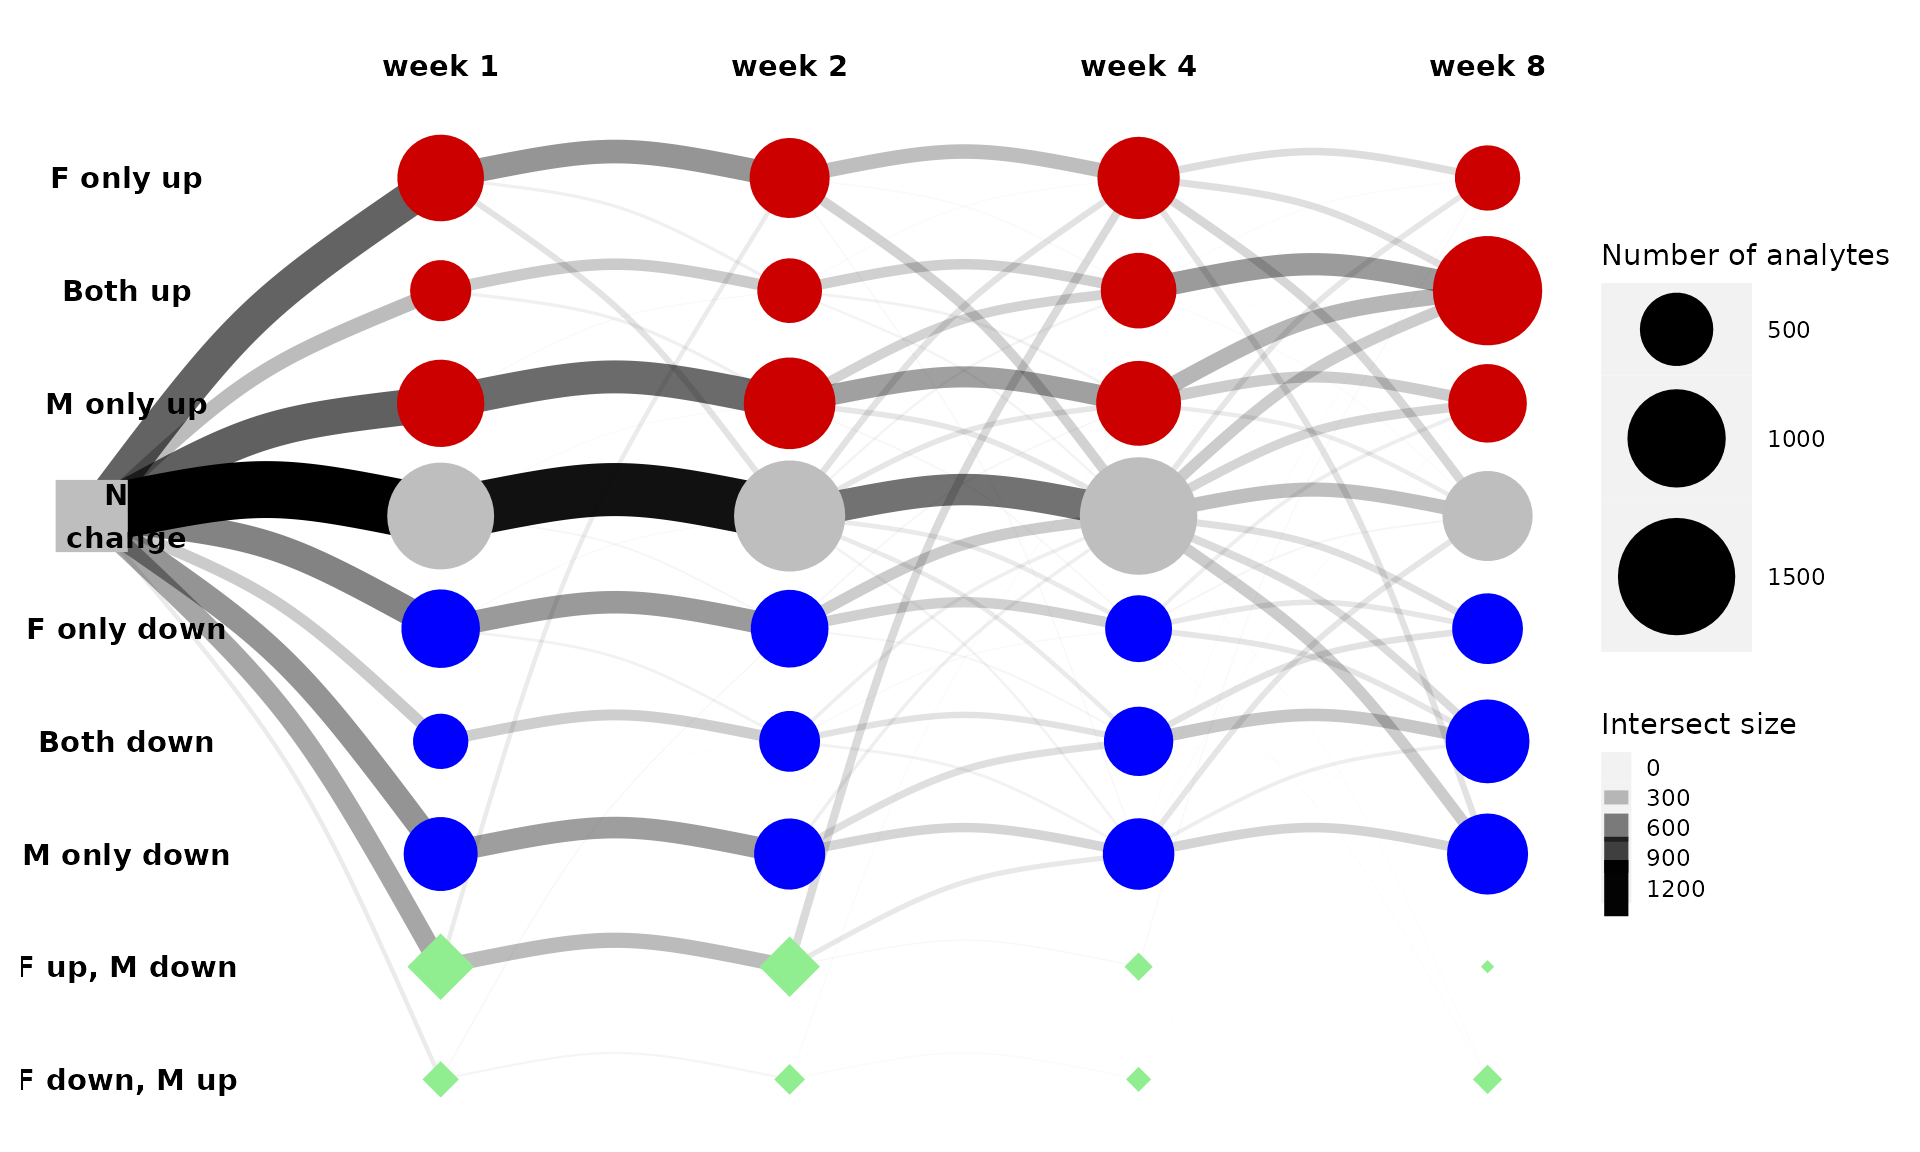 week 1 week 2 week 4 week 8
F only up
Both up
M only up
N
change
F only down
Both down
M only down
F up, M down
F down, M up
Number of analytes
500
1000
1500
Intersect size
0
300
600
900
1200